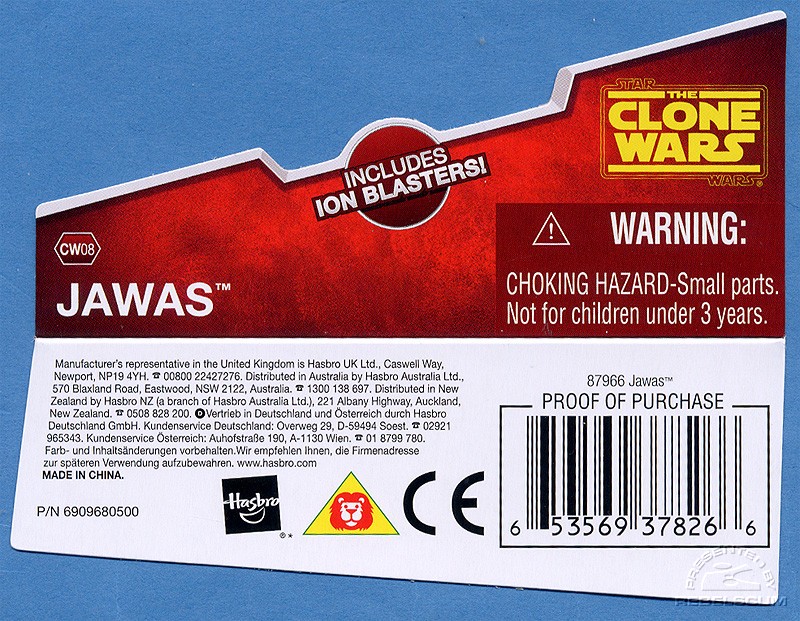 STAR
THE
CLONE
WARS
WARS®
INCLUDES
ION BLASTERS!
CW08
JAWAS™
WARNING:
CHOKING HAZARD-Small parts.
Not for children under 3 years.
Manufacturer's representative in the United Kingdom is Hasbro UK Ltd., Caswell Way,
Newport, NP19 4YH. ☎ 00800 22427276. Distributed in Australia by Hasbro Australia Ltd.,
570 Blaxland Road, Eastwood, NSW 2122, Australia. ☎ 1300 138 697. Distributed in New
Zealand by Hasbro NZ (a branch of Hasbro Australia Ltd.), 221 Albany Highway, Auckland,
New Zealand. ☎ 0508 828 200. D Vertrieb in Deutschland und Österreich durch Hasbro
Deutschland GmbH. Kundenservice Deutschland: Overweg 29, D-59494 Soest. ☎ 02921
965343. Kundenservice Österreich: Auhofstraße 190, A-1130 Wien. ☎ 01 8799 780.
Farb- und Inhaltsänderungen vorbehalten.Wir empfehlen Ihnen, die Firmenadresse
zur späteren Verwendung aufzubewahren. www.hasbro.com
MADE IN CHINA.
P/N 6909680500
Hasbro
®*
CE
87966 Jawas™
PROOF OF PURCHASE
6 53569 37826 6
PRESENTED BY
REBELSCUM